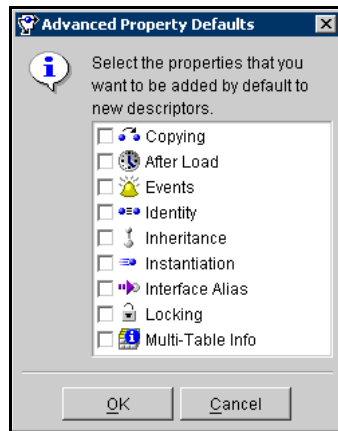 Advanced Property Defaults
Select the properties that you
want to be added by default to
new descriptors.
Copying
After Load
Events
Identity
Inheritance
Instantiation
Interface Alias
Locking
Multi-Table Info
OK
Cancel